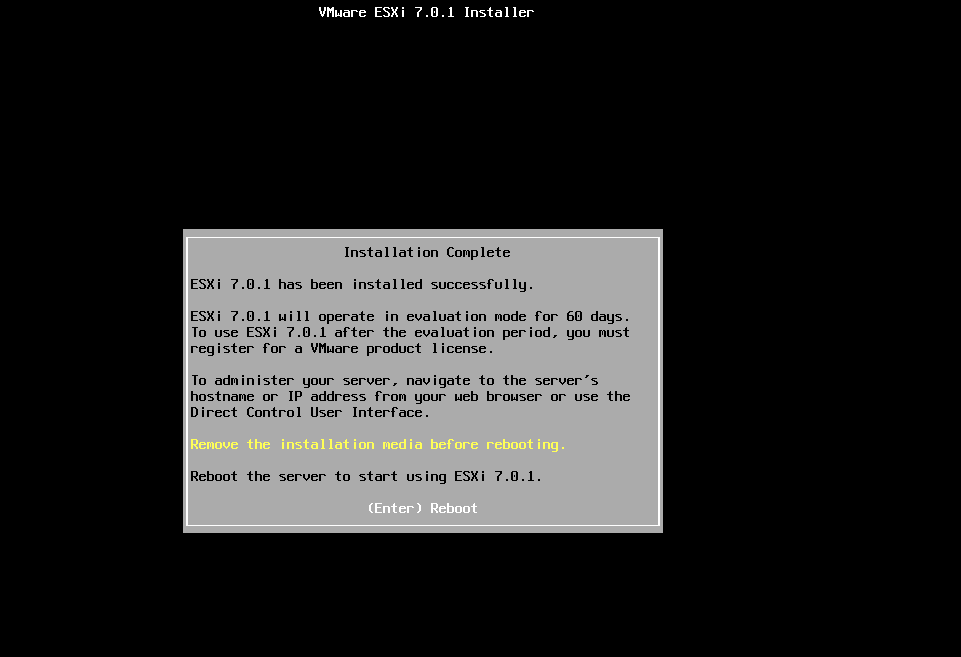 VMware ESXi 7.0.1 Installer
Installation Complete
ESXi 7.0.1 has been installed successfully.
ESXi 7.0.1 will operate in evaluation mode for 60 days.
To use ESXi 7.0.1 after the evaluation period, you must
register for a VMware product license.
To administer your server, navigate to the server's
hostname or IP address from your web browser or use the
Direct Control User Interface.
Remove the installation media before rebooting.
Reboot the server to start using ESXi 7.0.1.
(Enter) Reboot